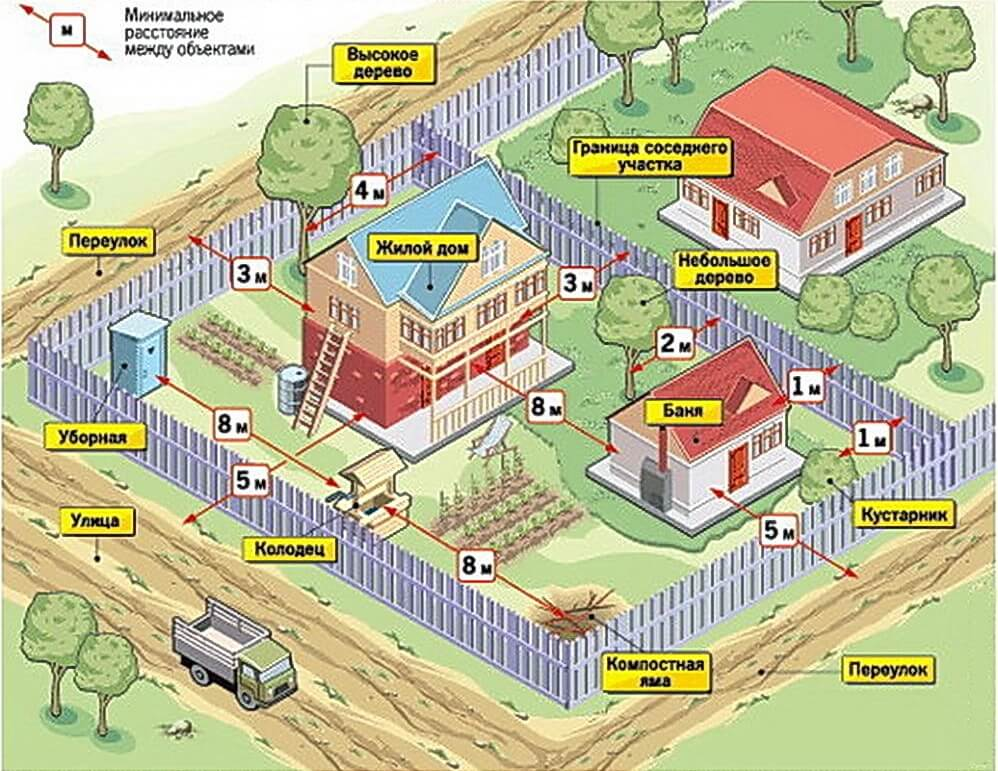 м
Минимальное
расстояние
между объектами
Высокое
дерево
Граница соседнего
участка
4 м
Переулок
Жилой дом
3 м
3 м
Небольшое
дерево
2 м
1 м
Уборная
8 м
8 м
Баня
1 м
5 м
Улица
Колодец
Кустарник
5 м
8 м
Компостная
яма
Переулок